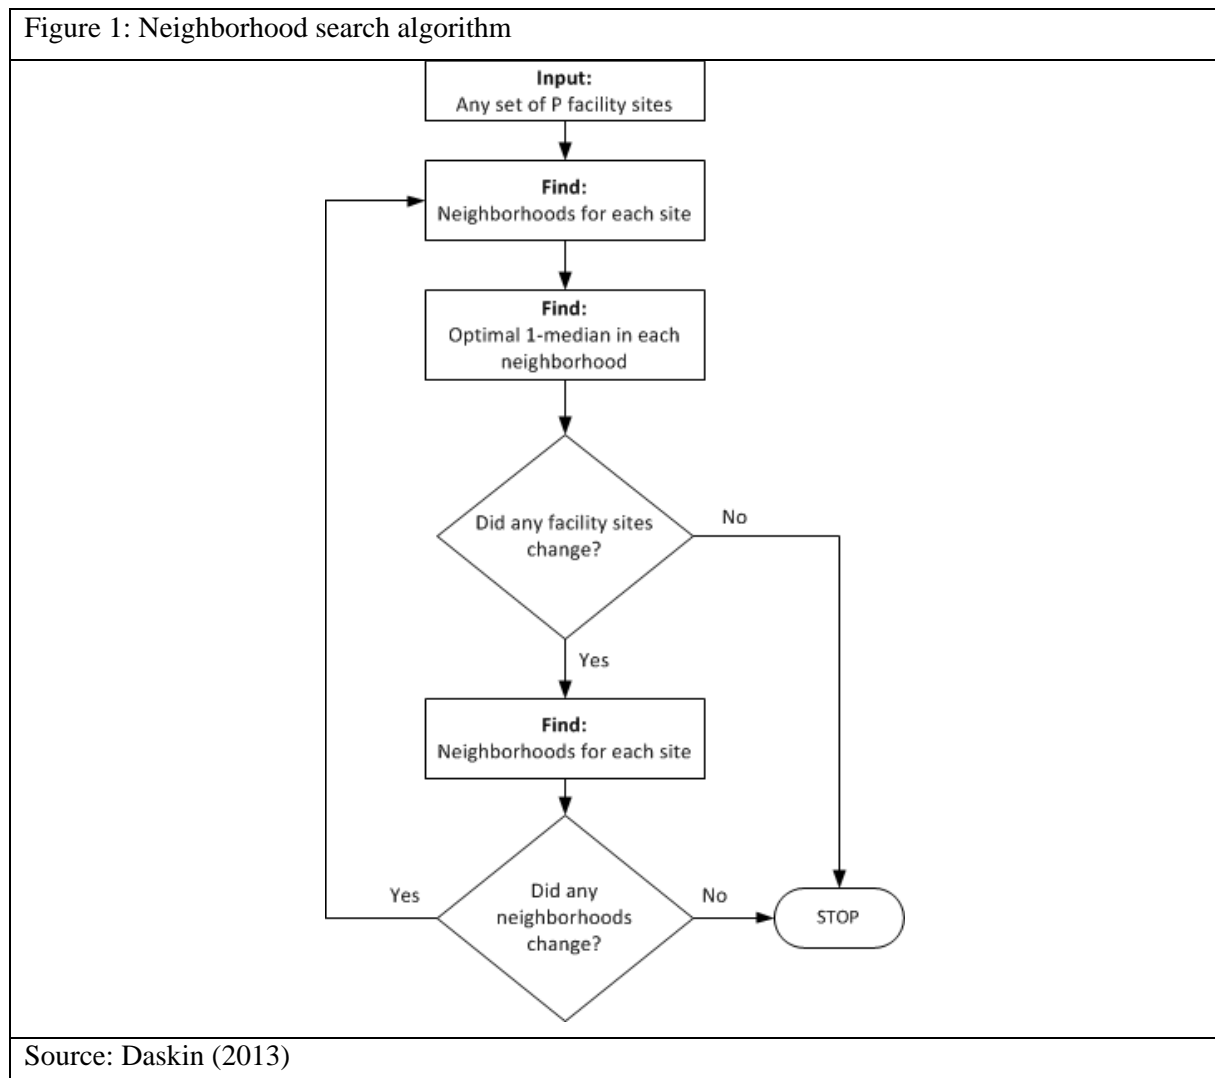 Figure 1: Neighborhood search algorithm
Input:
Any set of P facility sites
Find:
Neighborhoods for each site
Find:
Optimal 1-median in each
neighborhood
Did any facility sites
change?
No
Yes
Find:
Neighborhoods for each site
Yes
Did any
neighborhoods
change?
No
STOP
Source: Daskin (2013)